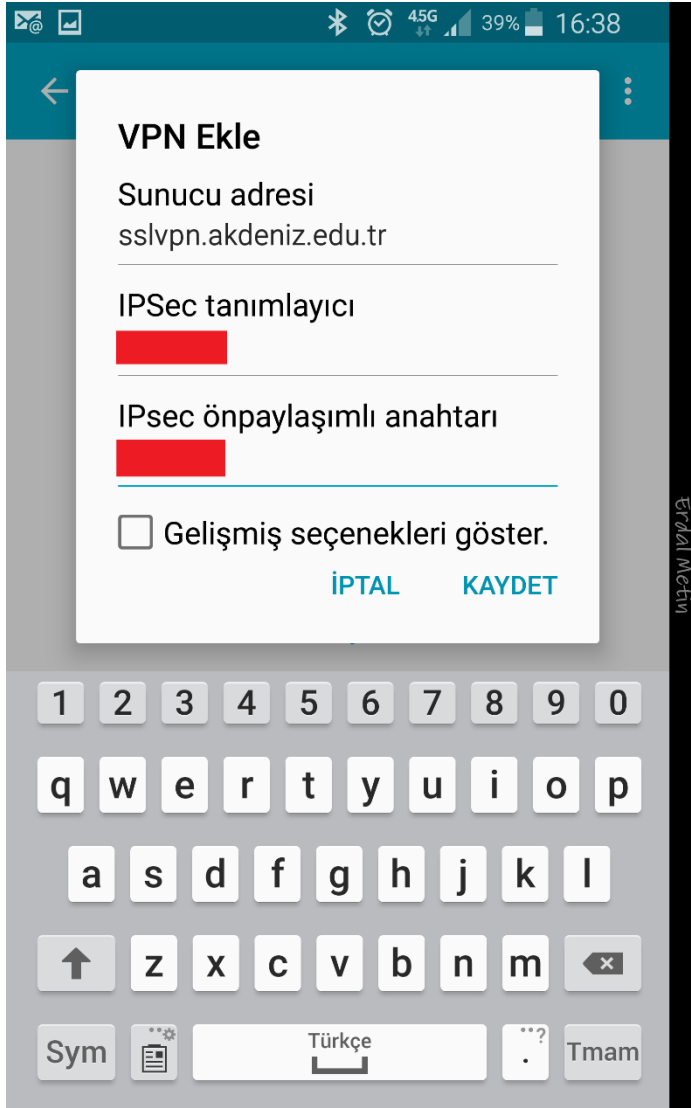 4.5G 39% 16:38
VPN Ekle
Sunucu adresi
sslvpn.akdeniz.edu.tr
IPSec tanımlayıcı
IPsec önpaylaşımlı anahtarı
Gelişmiş seçenekleri göster.
İPTAL KAYDET
Erdal Metin
1 2 3 4 5 6 7 8 9 0
q w e r t y u i o p
a s d f g h j k l
z x c v b n m
Sym Türkçe . ? Tmam